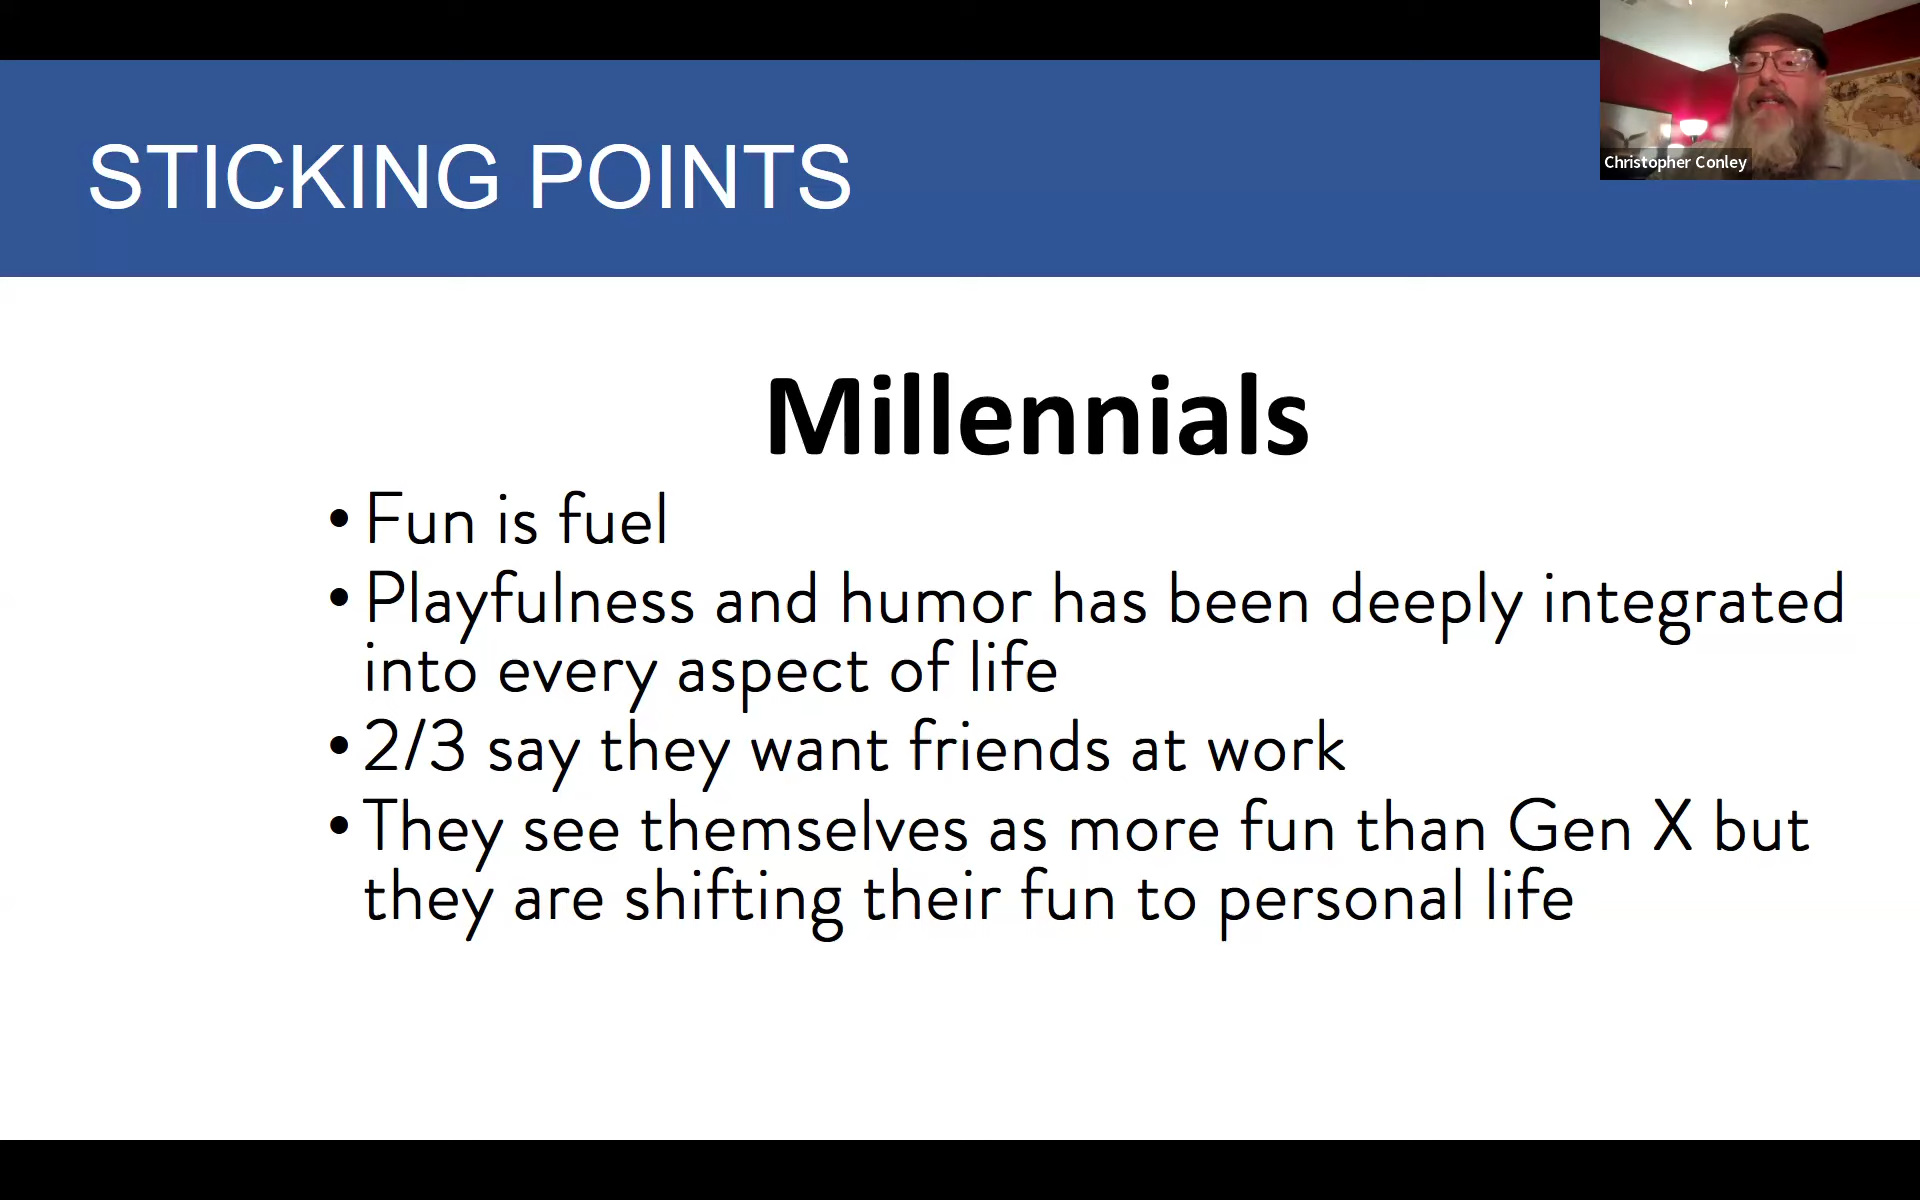 STICKING POINTS
Christopher Conley
Millennials
• Fun is fuel
• Playfulness and humor has been deeply integrated
into every aspect of life
• 2/3 say they want friends at work
• They see themselves as more fun than Gen X but
they are shifting their fun to personal life